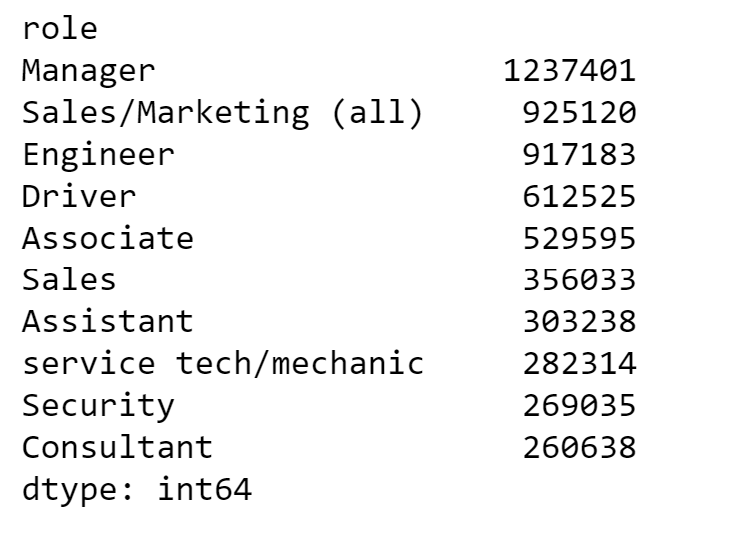 role
Manager 1237401
Sales/Marketing (all) 925120
Engineer 917183
Driver 612525
Associate 529595
Sales 356033
Assistant 303238
service tech/mechanic 282314
Security 269035
Consultant 260638
dtype: int64